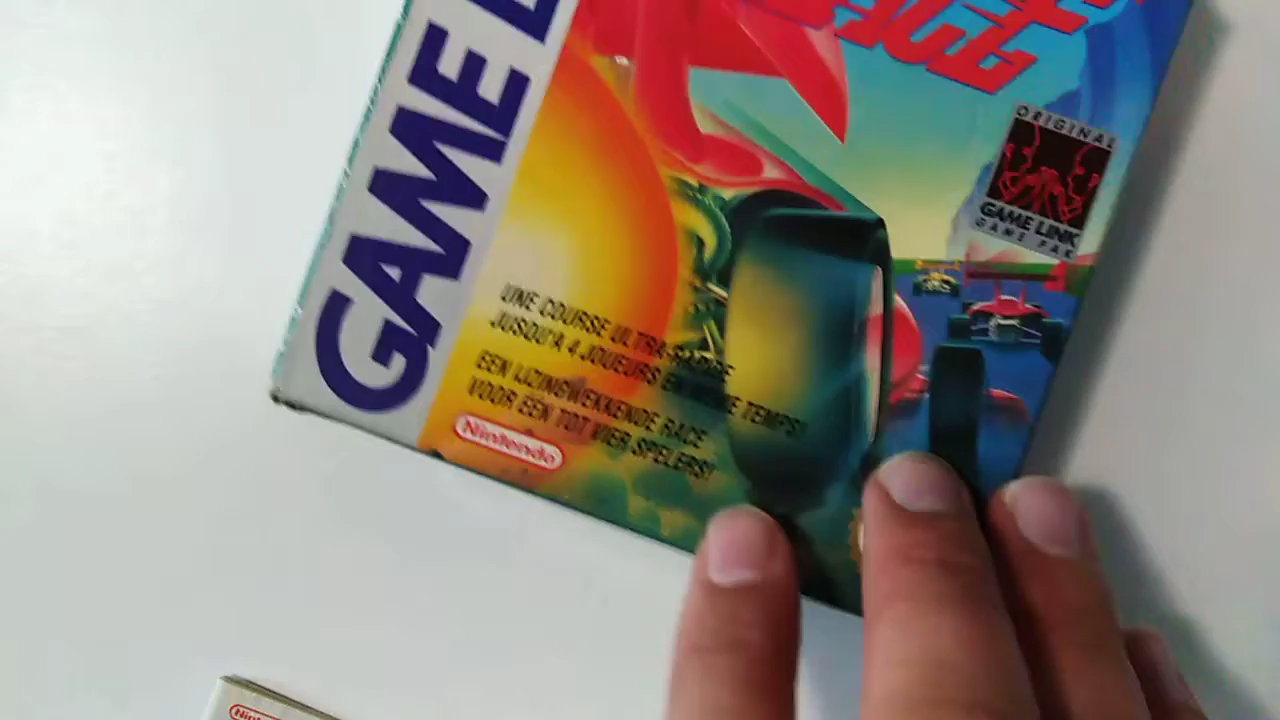 GAME
RACE
ORIGINAL
GAME LINK
GAME PAK
UNE COURSE ULTRA-RAPIDE
JUSQU'A 4 JOUEURS EN MEME TEMPS!
EEN IJZINGWEKKENDE RACE
VOOR EEN TOT VIER SPELERS!
Nintendo